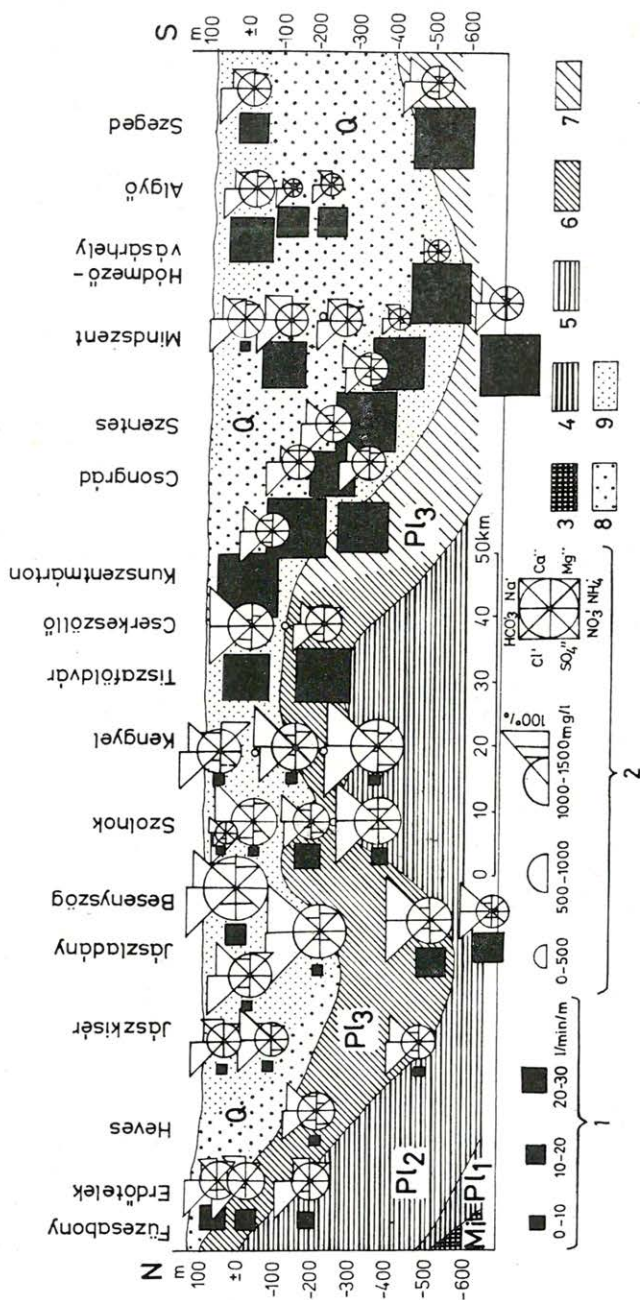 N
S
Füzesabony
Erdőtelek
Heves
Jászkisér
Jászladány
Besenyszög
Szolnok
Kengyel
Tiszaföldvár
Cserkeszöllő
Kunszentmárton
Csongrád
Szentes
Mindszent
Hódmező-
vásárhely
Algyő
Szeged
m
100
±0
-100
-200
-300
-400
-500
-600
m
100
±0
-100
-200
-300
-400
-500
-600
Q
Q
Q
Pl3
Pl3
Pl2
Mi-Pl1
0 10 20 30 40 50km
0-10 10-20 20-30 l/min/m
1
0-500 500-1000 1000-1500mg/l
100%
HCO3' Na˙
Cl' Ca¨
SO4'' Mg¨
NO3' NH4˙
2
3 4 5 6 7
8 9